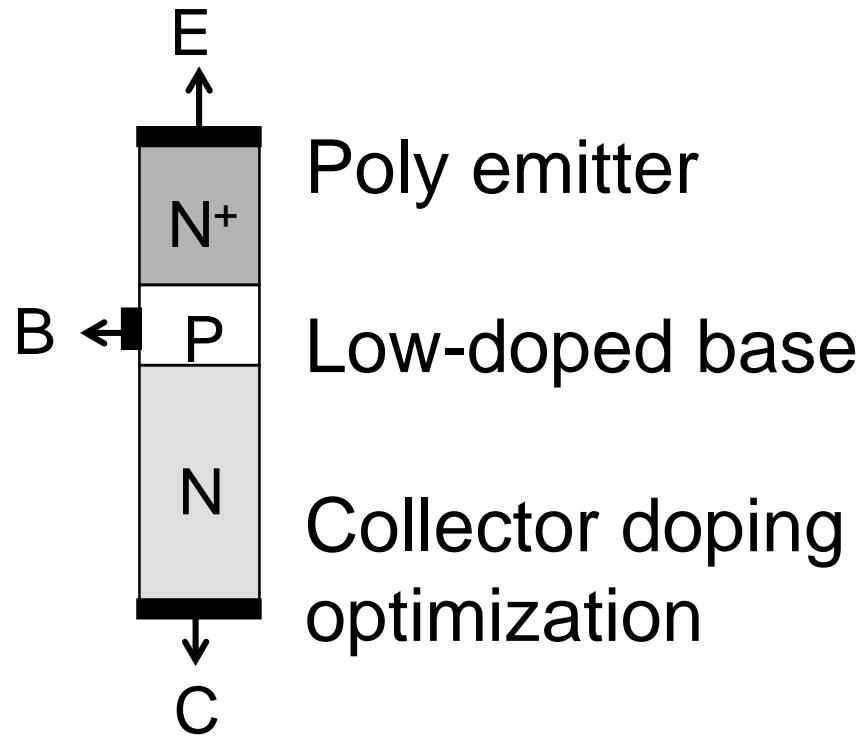 E
Poly emitter
N⁺
B
P
Low-doped base
N
Collector doping
optimization
C